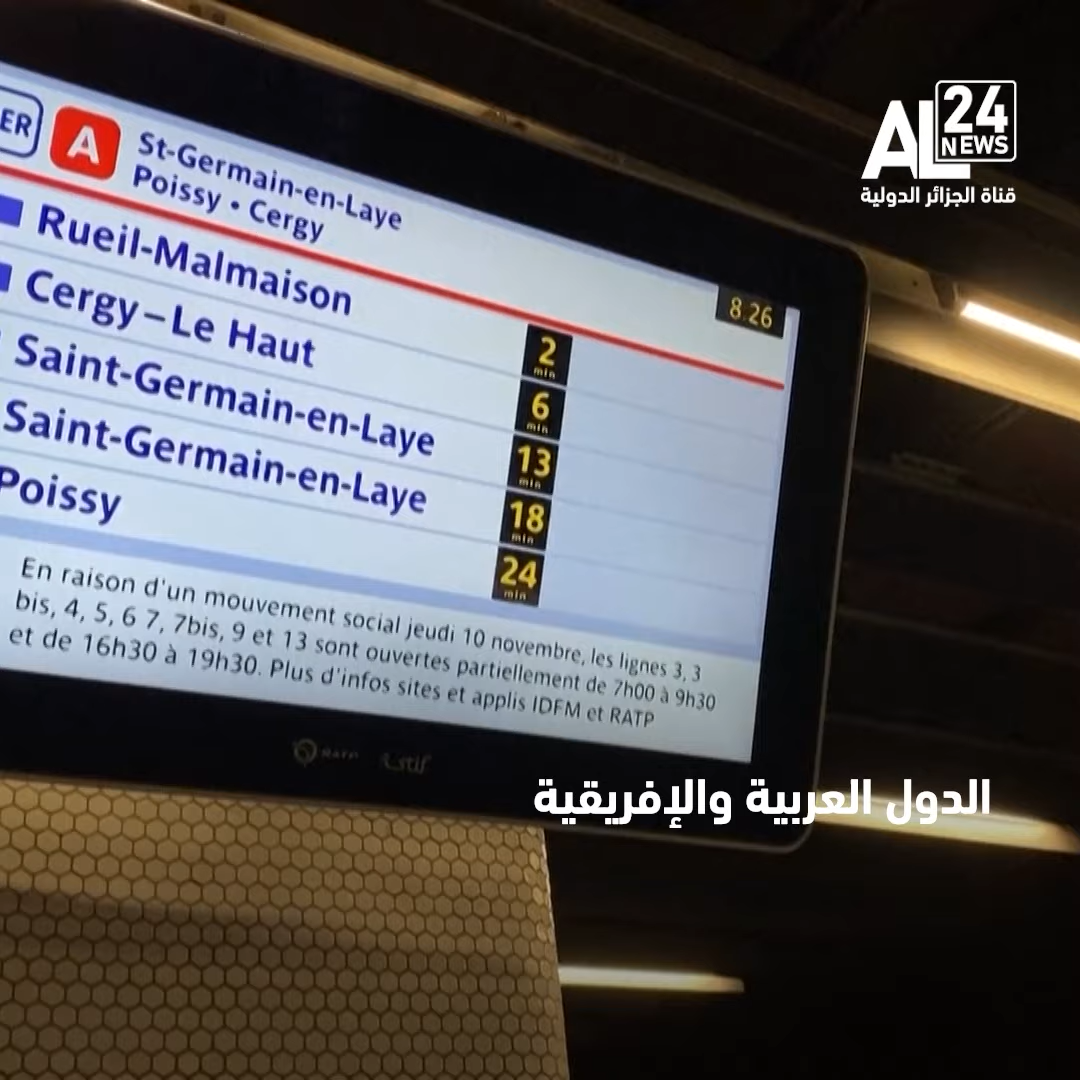 AL
24
NEWS
قناة الجزائر الدولية
ER A St-Germain-en-Laye
Poissy • Cergy
8.26
Rueil-Malmaison 2 min
Cergy–Le Haut 6 min
Saint-Germain-en-Laye 13 min
Saint-Germain-en-Laye 18 min
Poissy 24 min
En raison d'un mouvement social jeudi 10 novembre, les lignes 3, 3
bis, 4, 5, 6 7, 7bis, 9 et 13 sont ouvertes partiellement de 7h00 à 9h30
et de 16h30 à 19h30. Plus d'infos sites et applis IDFM et RATP
RATP stif
الدول العربية والإفريقية